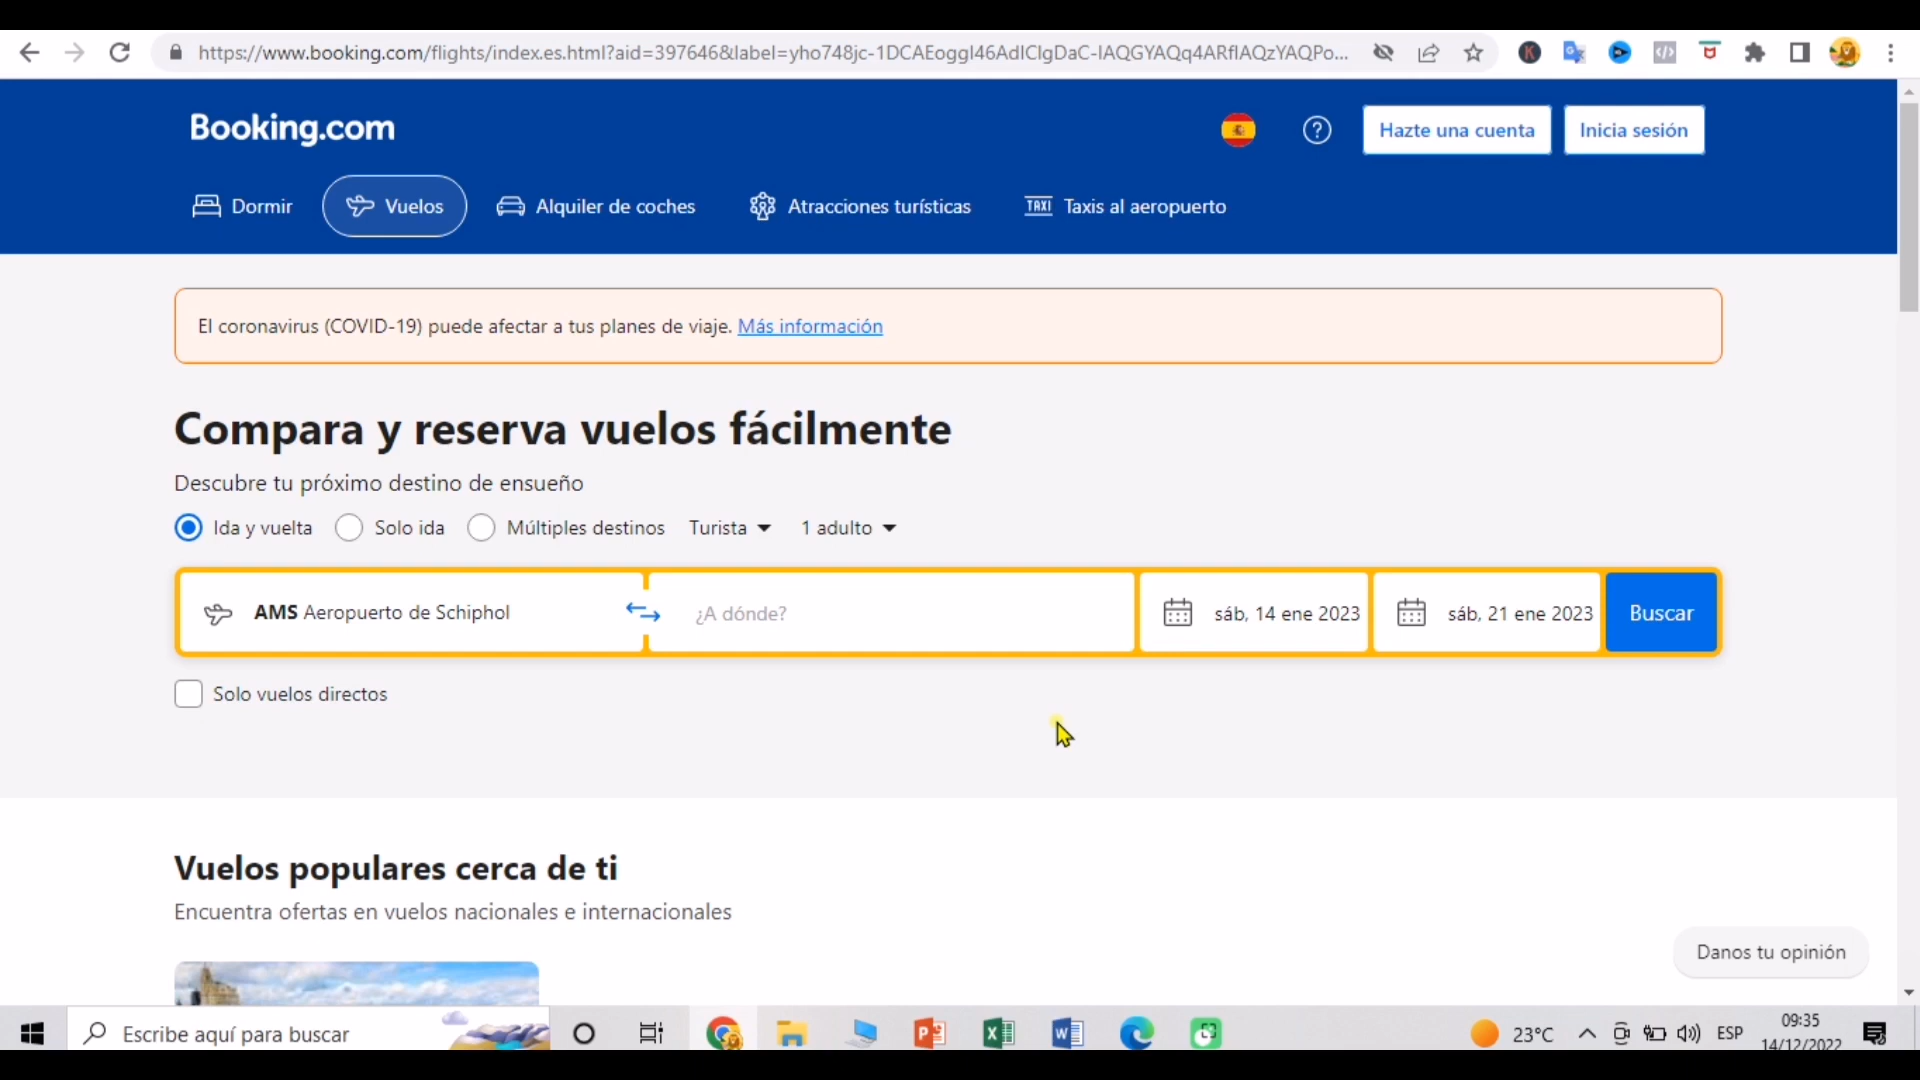 https://www.booking.com/flights/index.es.html?aid=397646&label=yho748jc-1DCAEoggI46AdICIgDaC-IAQGYAQq4ARfIAQzYAQPo...
Booking.com
Hazte una cuenta
Inicia sesión
Dormir
Vuelos
Alquiler de coches
Atracciones turísticas
TAXI Taxis al aeropuerto
El coronavirus (COVID-19) puede afectar a tus planes de viaje. Más información
Compara y reserva vuelos fácilmente
Descubre tu próximo destino de ensueño
Ida y vuelta
Solo ida
Múltiples destinos
Turista
1 adulto
AMS Aeropuerto de Schiphol
¿A dónde?
sáb, 14 ene 2023
sáb, 21 ene 2023
Buscar
Solo vuelos directos
Vuelos populares cerca de ti
Encuentra ofertas en vuelos nacionales e internacionales
Danos tu opinión
Escribe aquí para buscar
23°C
ESP
09:35
14/12/2022